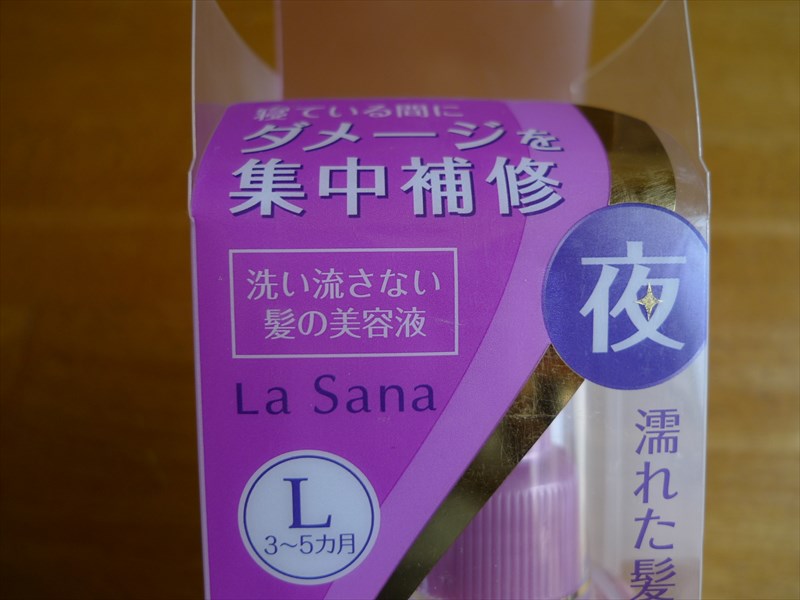 寝ている間に
ダメージを
集中補修
洗い流さない
髪の美容液
La Sana
L
3〜5カ月
夜
濡れた髪